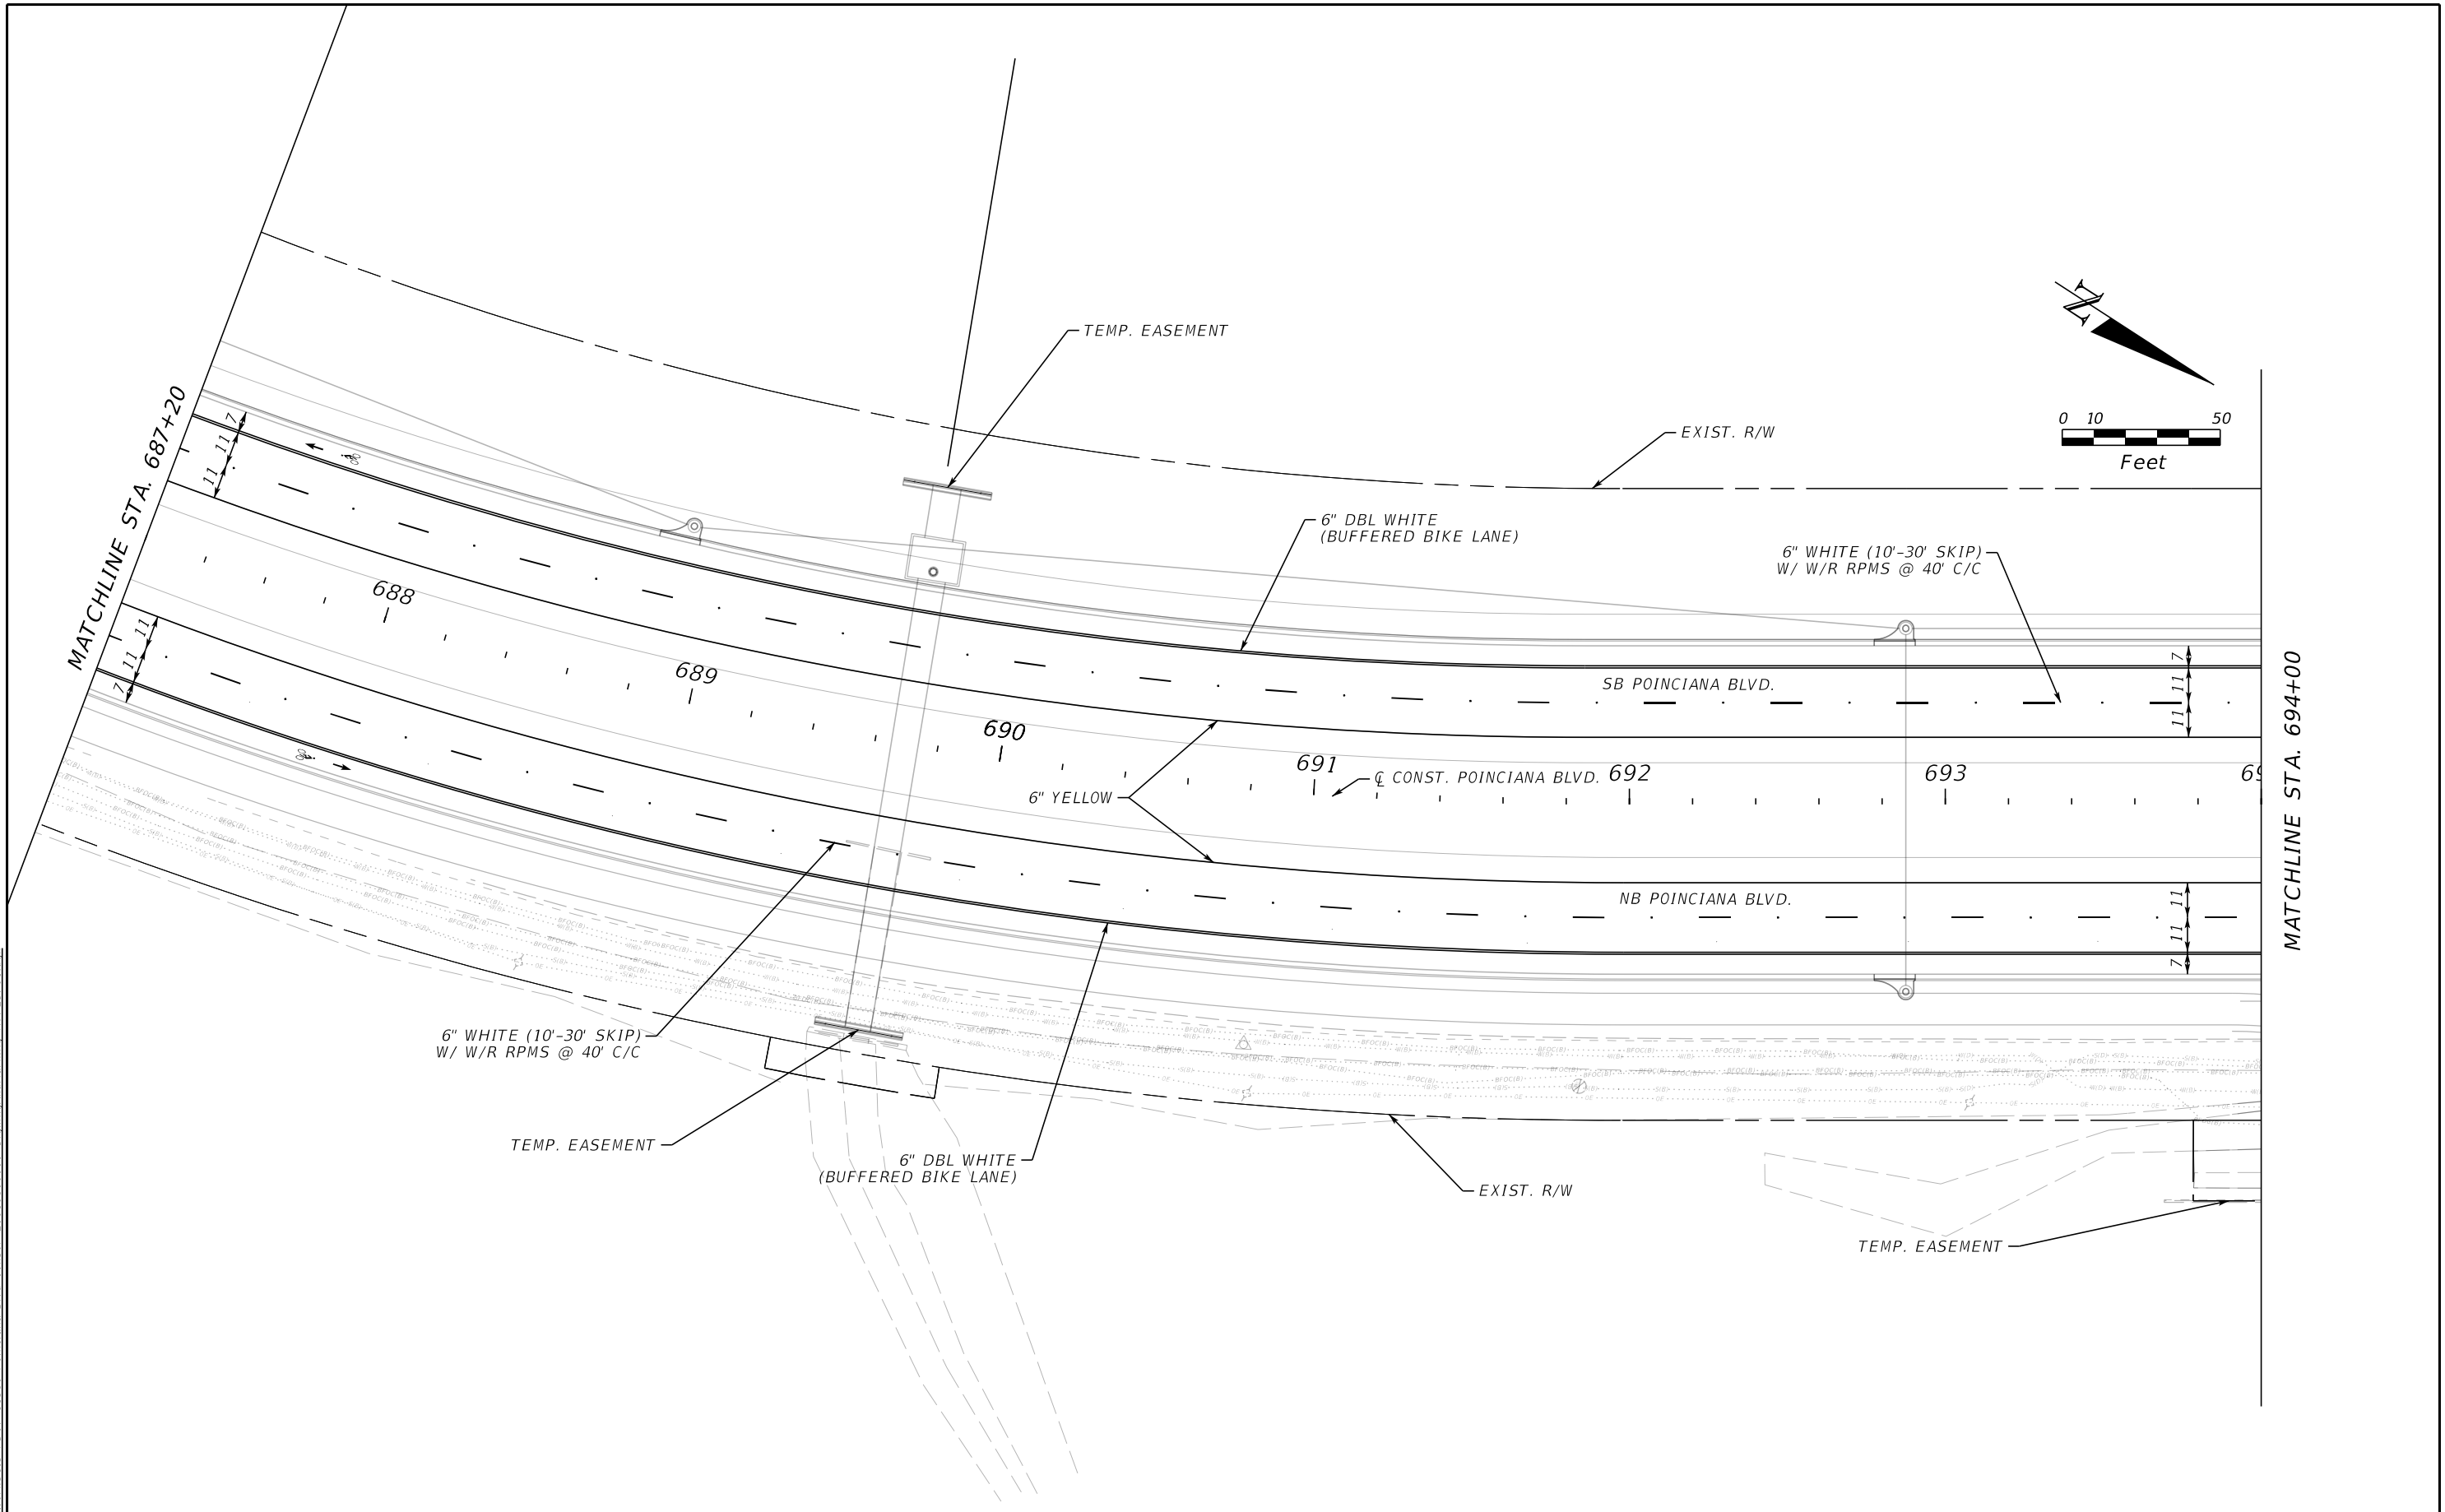 N
0 10 50
Feet
TEMP. EASEMENT
EXIST. R/W
6" DBL WHITE
(BUFFERED BIKE LANE)
6" WHITE (10'-30' SKIP)
W/ W/R RPMS @ 40' C/C
MATCHLINE STA. 687+20
7
11
11
11
11
7
688
689
690
691
692
693
69
SB POINCIANA BLVD.
℄ CONST. POINCIANA BLVD.
6" YELLOW
NB POINCIANA BLVD.
7
11
11
11
11
7
MATCHLINE STA. 694+00
6" WHITE (10'-30' SKIP)
W/ W/R RPMS @ 40' C/C
TEMP. EASEMENT
6" DBL WHITE
(BUFFERED BIKE LANE)
EXIST. R/W
TEMP. EASEMENT
BFOC(B)
OE